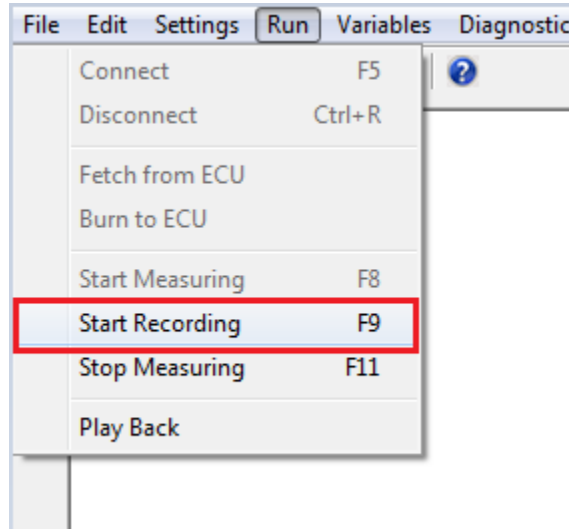 File Edit Settings Run Variables Diagnostic
Connect F5
Disconnect Ctrl+R
Fetch from ECU
Burn to ECU
Start Measuring F8
Start Recording F9
Stop Measuring F11
Play Back